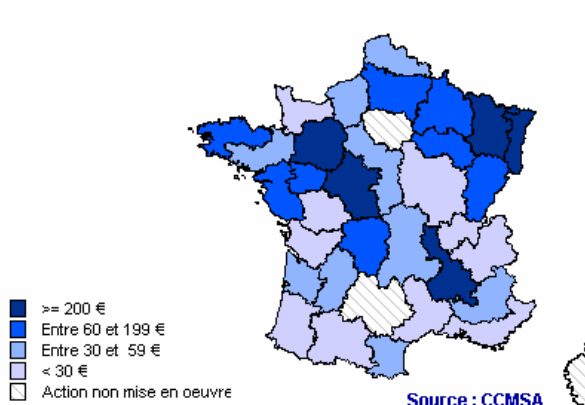 >= 200 €
Entre 60 et 199 €
Entre 30 et 59 €
< 30 €
Action non mise en oeuvre
Source : CCMSA